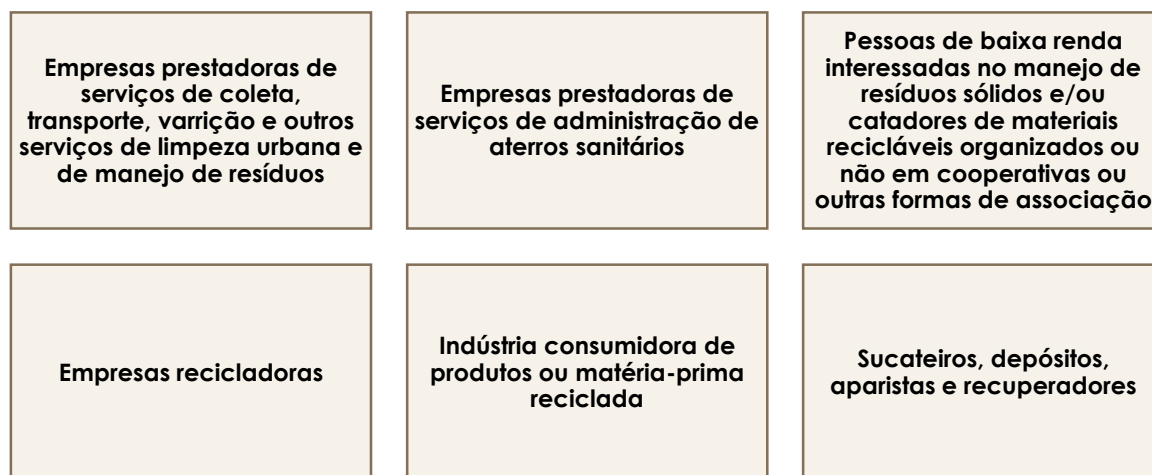 Empresas prestadoras de
serviços de coleta,
transporte, varrição e outros
serviços de limpeza urbana e
de manejo de resíduos
Empresas prestadoras de
serviços de administração de
aterros sanitários
Pessoas de baixa renda
interessadas no manejo de
resíduos sólidos e/ou
catadores de materiais
recicláveis organizados ou
não em cooperativas ou
outras formas de associação
Empresas recicladoras
Indústria consumidora de
produtos ou matéria-prima
reciclada
Sucateiros, depósitos,
aparistas e recuperadores